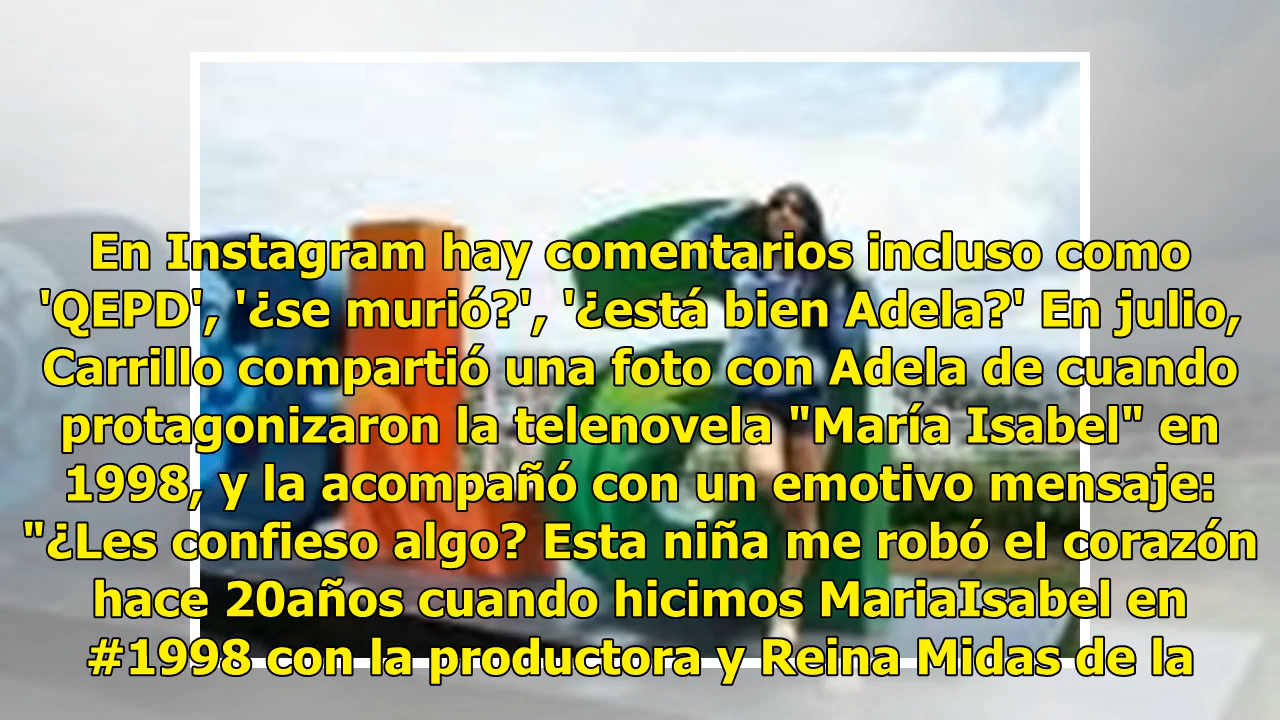 En Instagram hay comentarios incluso como
'QEPD', '¿se murió?', '¿está bien Adela?' En julio,
Carrillo compartió una foto con Adela de cuando
protagonizaron la telenovela "María Isabel" en
1998, y la acompañó con un emotivo mensaje:
"¿Les confieso algo? Esta niña me robó el corazón
hace 20años cuando hicimos MariaIsabel en
#1998 con la productora y Reina Midas de la